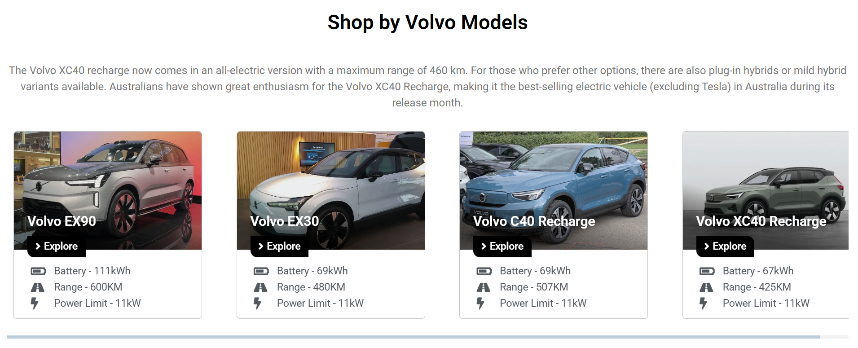 Shop by Volvo Models
The Volvo XC40 recharge now comes in an all-electric version with a maximum range of 460 km. For those who prefer other options, there are also plug-in hybrids or mild hybrid
variants available. Australians have shown great enthusiasm for the Volvo XC40 Recharge, making it the best-selling electric vehicle (excluding Tesla) in Australia during its
release month.
Volvo EX90
Explore
Battery - 111kWh
Range - 600KM
Power Limit - 11kW
Volvo EX30
Explore
Battery - 69kWh
Range - 480KM
Power Limit - 11kW
Volvo C40 Recharge
Explore
Battery - 69kWh
Range - 507KM
Power Limit - 11kW
Volvo XC40 Recharge
Explore
Battery - 67kWh
Range - 425KM
Power Limit - 11kW